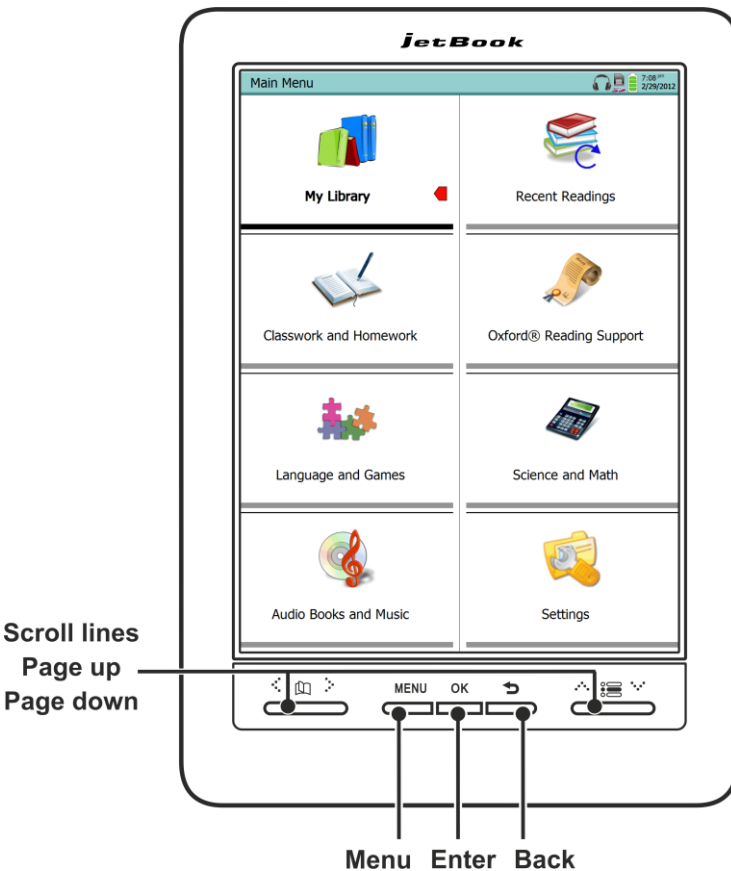 jetBook
Main Menu
7:08 PM
2/29/2012
My Library
Recent Readings
Classwork and Homework
Oxford® Reading Support
Language and Games
Science and Math
Audio Books and Music
Settings
Scroll lines
Page up
Page down
MENU OK
Menu Enter Back